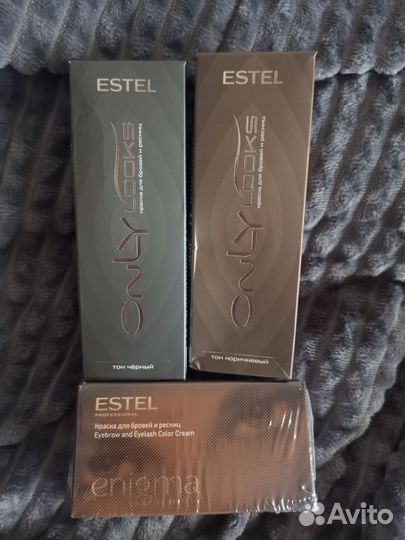 ESTEL
ONLY LOOKS
краска для бровей и ресниц
тон чёрный
ESTEL
ONLY LOOKS
краска для бровей и ресниц
тон коричневый
ESTEL
PROFESSIONAL
Краска для бровей и ресниц
Eyebrow and Eyelash Color Cream
enigma
Avito